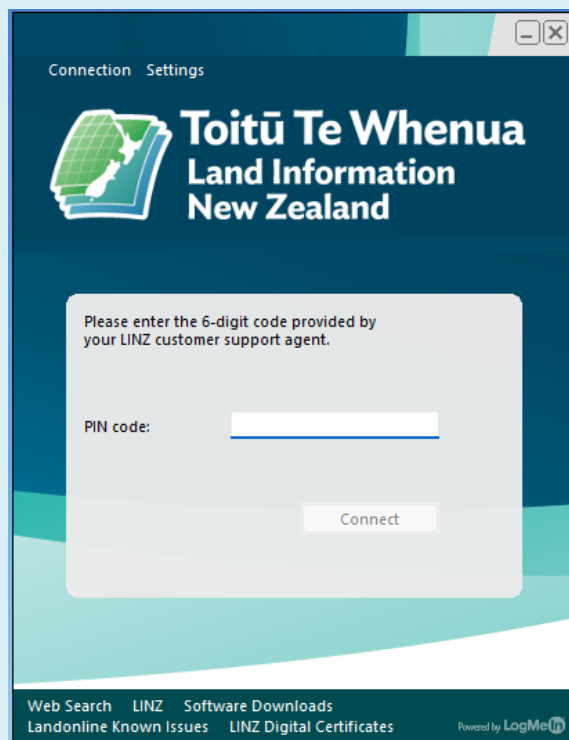 Connection Settings
Toitū Te Whenua
Land Information
New Zealand
Please enter the 6-digit code provided by
your LINZ customer support agent.
PIN code:
Connect
Web Search LINZ Software Downloads
Landonline Known Issues LINZ Digital Certificates
Powered by LogMeIn